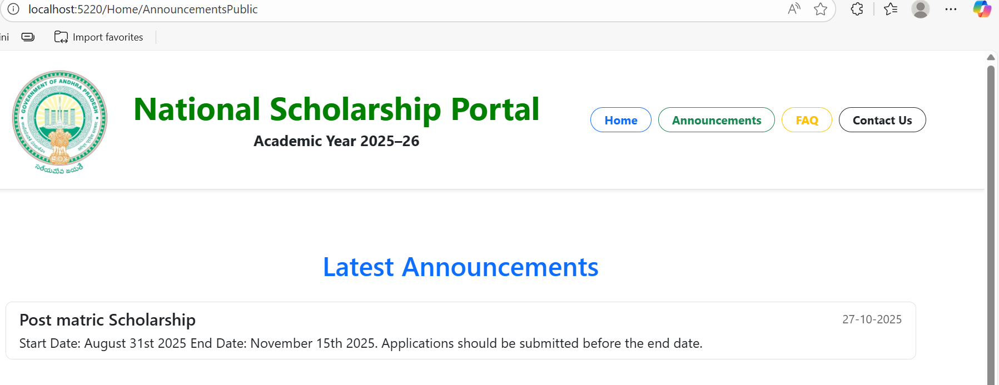 localhost:5220/Home/AnnouncementsPublic
ini
Import favorites
GOVERNMENT OF ANDHRA PRADESH
సత్యమేవ జయతే
National Scholarship Portal
Academic Year 2025–26
Home
Announcements
FAQ
Contact Us
Latest Announcements
Post matric Scholarship
27-10-2025
Start Date: August 31st 2025 End Date: November 15th 2025. Applications should be submitted before the end date.